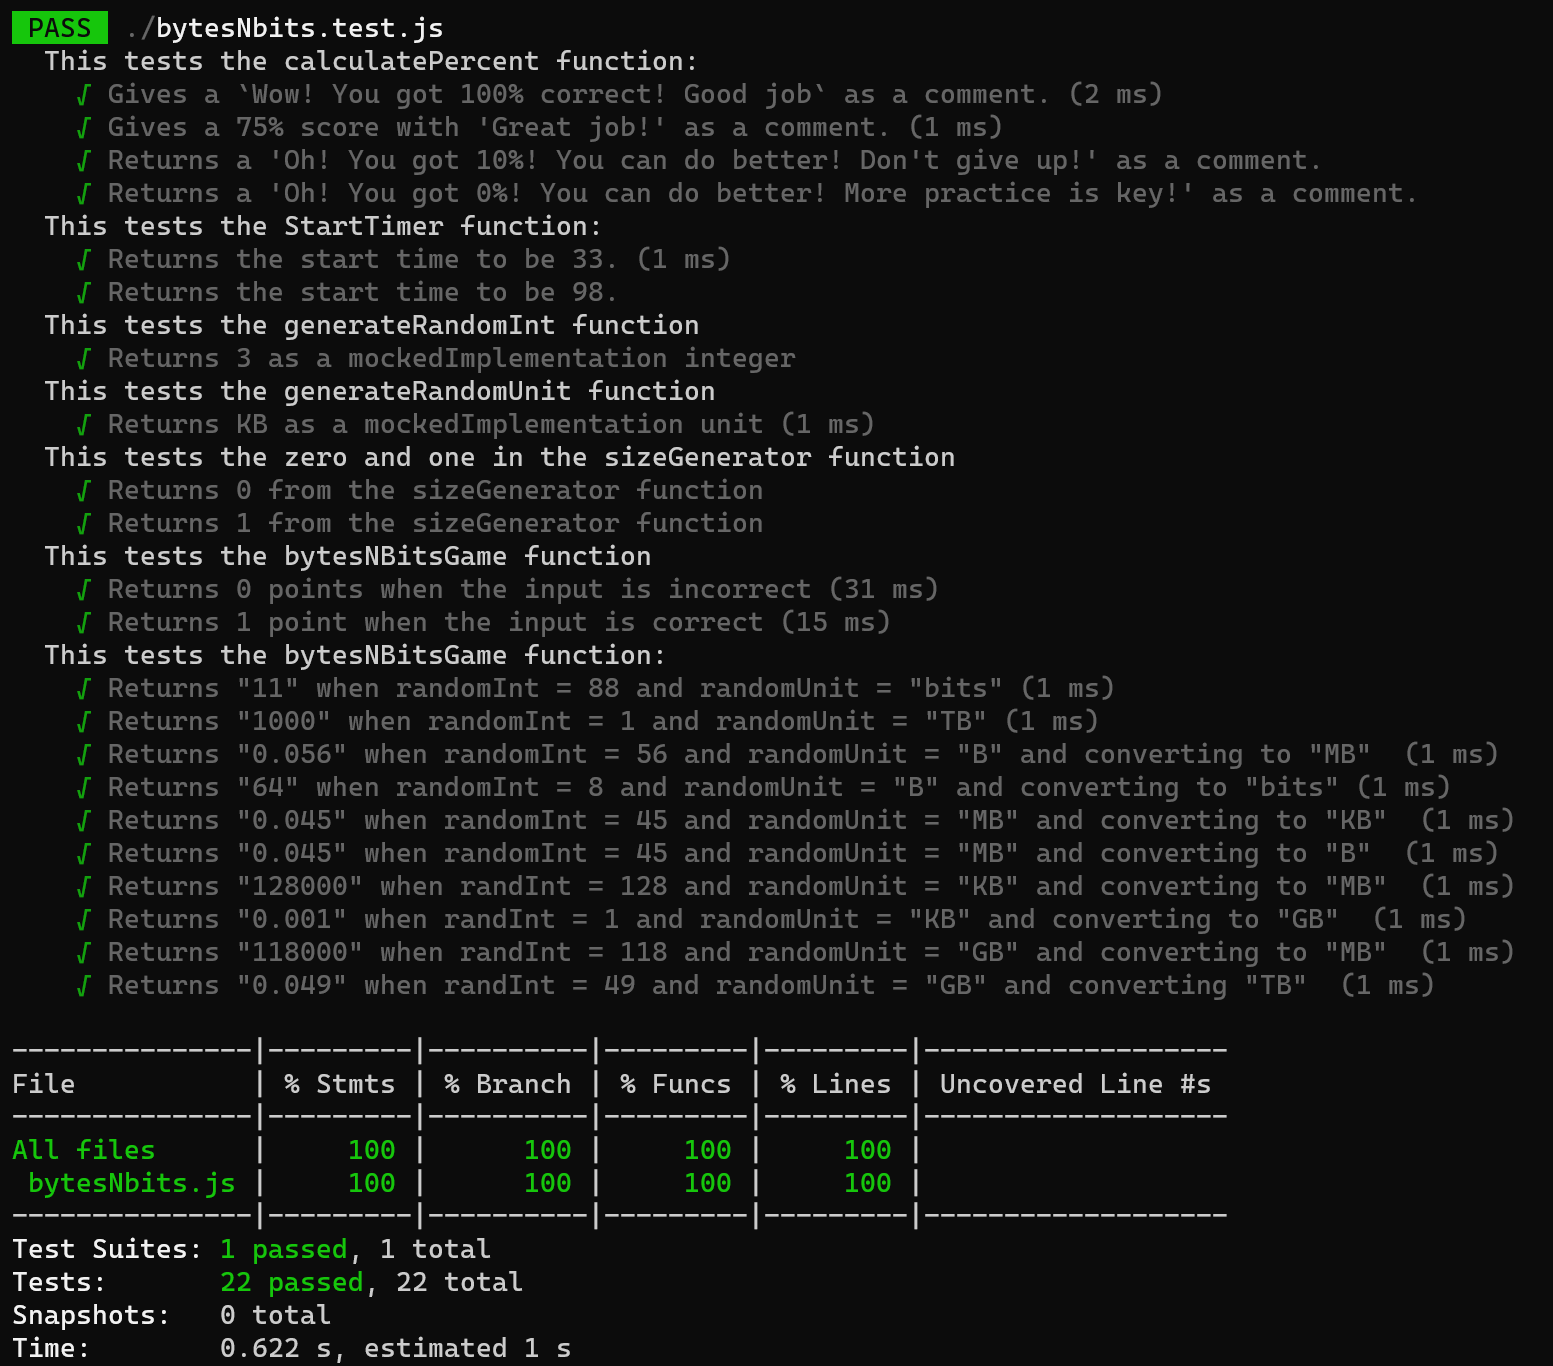 PASS ./bytesNbits.test.js
This tests the calculatePercent function:
√ Gives a `Wow! You got 100% correct! Good job` as a comment. (2 ms)
√ Gives a 75% score with 'Great job!' as a comment. (1 ms)
√ Returns a 'Oh! You got 10%! You can do better! Don't give up!' as a comment.
√ Returns a 'Oh! You got 0%! You can do better! More practice is key!' as a comment.
This tests the StartTimer function:
√ Returns the start time to be 33. (1 ms)
√ Returns the start time to be 98.
This tests the generateRandomInt function
√ Returns 3 as a mockedImplementation integer
This tests the generateRandomUnit function
√ Returns KB as a mockedImplementation unit (1 ms)
This tests the zero and one in the sizeGenerator function
√ Returns 0 from the sizeGenerator function
√ Returns 1 from the sizeGenerator function
This tests the bytesNBitsGame function
√ Returns 0 points when the input is incorrect (31 ms)
√ Returns 1 point when the input is correct (15 ms)
This tests the bytesNBitsGame function:
√ Returns "11" when randomInt = 88 and randomUnit = "bits" (1 ms)
√ Returns "1000" when randomInt = 1 and randomUnit = "TB" (1 ms)
√ Returns "0.056" when randomInt = 56 and randomUnit = "B" and converting to "MB"  (1 ms)
√ Returns "64" when randomInt = 8 and randomUnit = "B" and converting to "bits" (1 ms)
√ Returns "0.045" when randomInt = 45 and randomUnit = "MB" and converting to "KB"  (1 ms)
√ Returns "0.045" when randomInt = 45 and randomUnit = "MB" and converting to "B"  (1 ms)
√ Returns "128000" when randInt = 128 and randomUnit = "KB" and converting to "MB"  (1 ms)
√ Returns "0.001" when randInt = 1 and randomUnit = "KB" and converting to "GB"  (1 ms)
√ Returns "118000" when randInt = 118 and randomUnit = "GB" and converting to "MB"  (1 ms)
√ Returns "0.049" when randInt = 49 and randomUnit = "GB" and converting "TB"  (1 ms)
---------------|---------|----------|---------|---------|-------------------
File           | % Stmts | % Branch | % Funcs | % Lines | Uncovered Line #s
---------------|---------|----------|---------|---------|-------------------
All files      |     100 |      100 |     100 |     100 |
 bytesNbits.js |     100 |      100 |     100 |     100 |
---------------|---------|----------|---------|---------|-------------------
Test Suites: 1 passed, 1 total
Tests:       22 passed, 22 total
Snapshots:   0 total
Time:        0.622 s, estimated 1 s